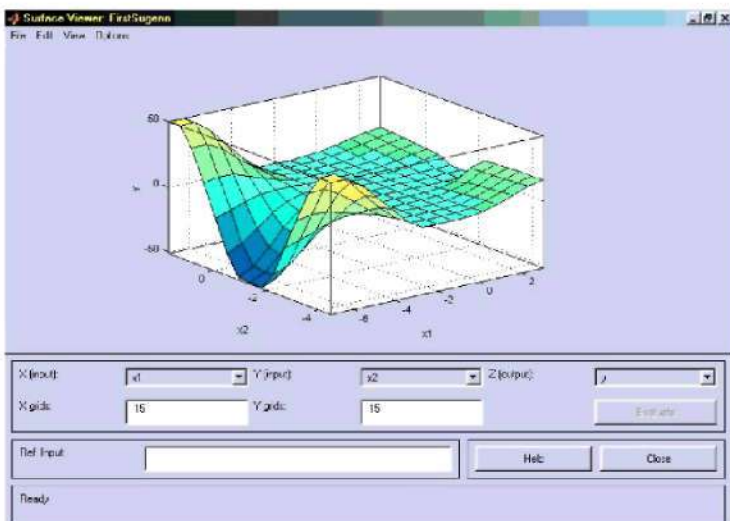 Surface Viewer: FirstSugeno
File Edit View Options
50
0
-50
y
0
-2
-4
x2
-6
-4
-2
0
2
x1
X (input): x1 Y (input): x2 Z (output): y
X grids: 15 Y grids: 15 Evaluate
Ref. Input: Help Close
Ready